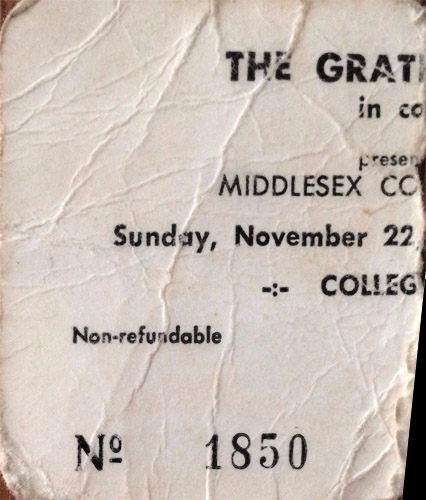 THE GRAT
in co
presen
MIDDLESEX CO
Sunday, November 22,
-:- COLLEG
Non-refundable
Nº 1850